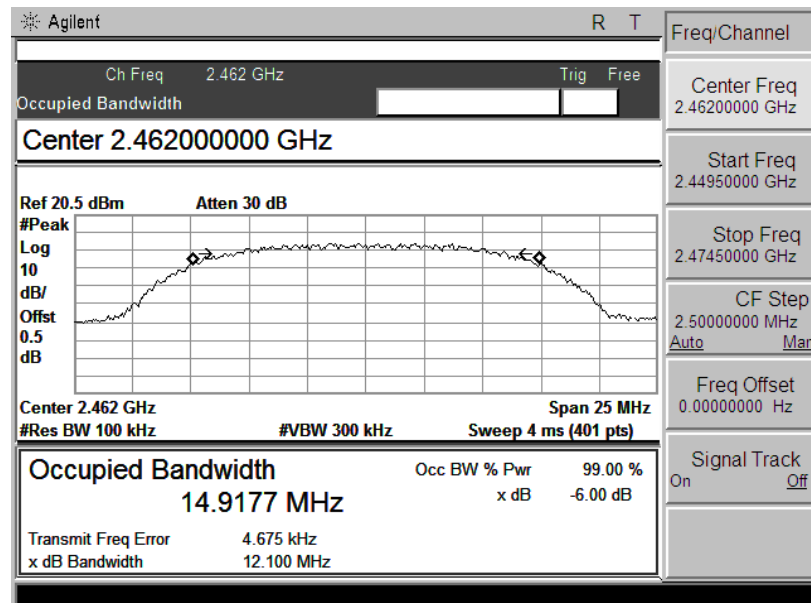 Agilent R T
Ch Freq 2.462 GHz Trig Free
Occupied Bandwidth
Center 2.462000000 GHz
Ref 20.5 dBm Atten 30 dB
#Peak
Log
10
dB/
Offst
0.5
dB
Center 2.462 GHz Span 25 MHz
#Res BW 100 kHz #VBW 300 kHz Sweep 4 ms (401 pts)
Occupied Bandwidth Occ BW % Pwr 99.00 %
14.9177 MHz x dB -6.00 dB
Transmit Freq Error 4.675 kHz
x dB Bandwidth 12.100 MHz
Freq/Channel
Center Freq
2.46200000 GHz
Start Freq
2.44950000 GHz
Stop Freq
2.47450000 GHz
CF Step
2.50000000 MHz
Auto Mar
Freq Offset
0.00000000 Hz
Signal Track
On Off